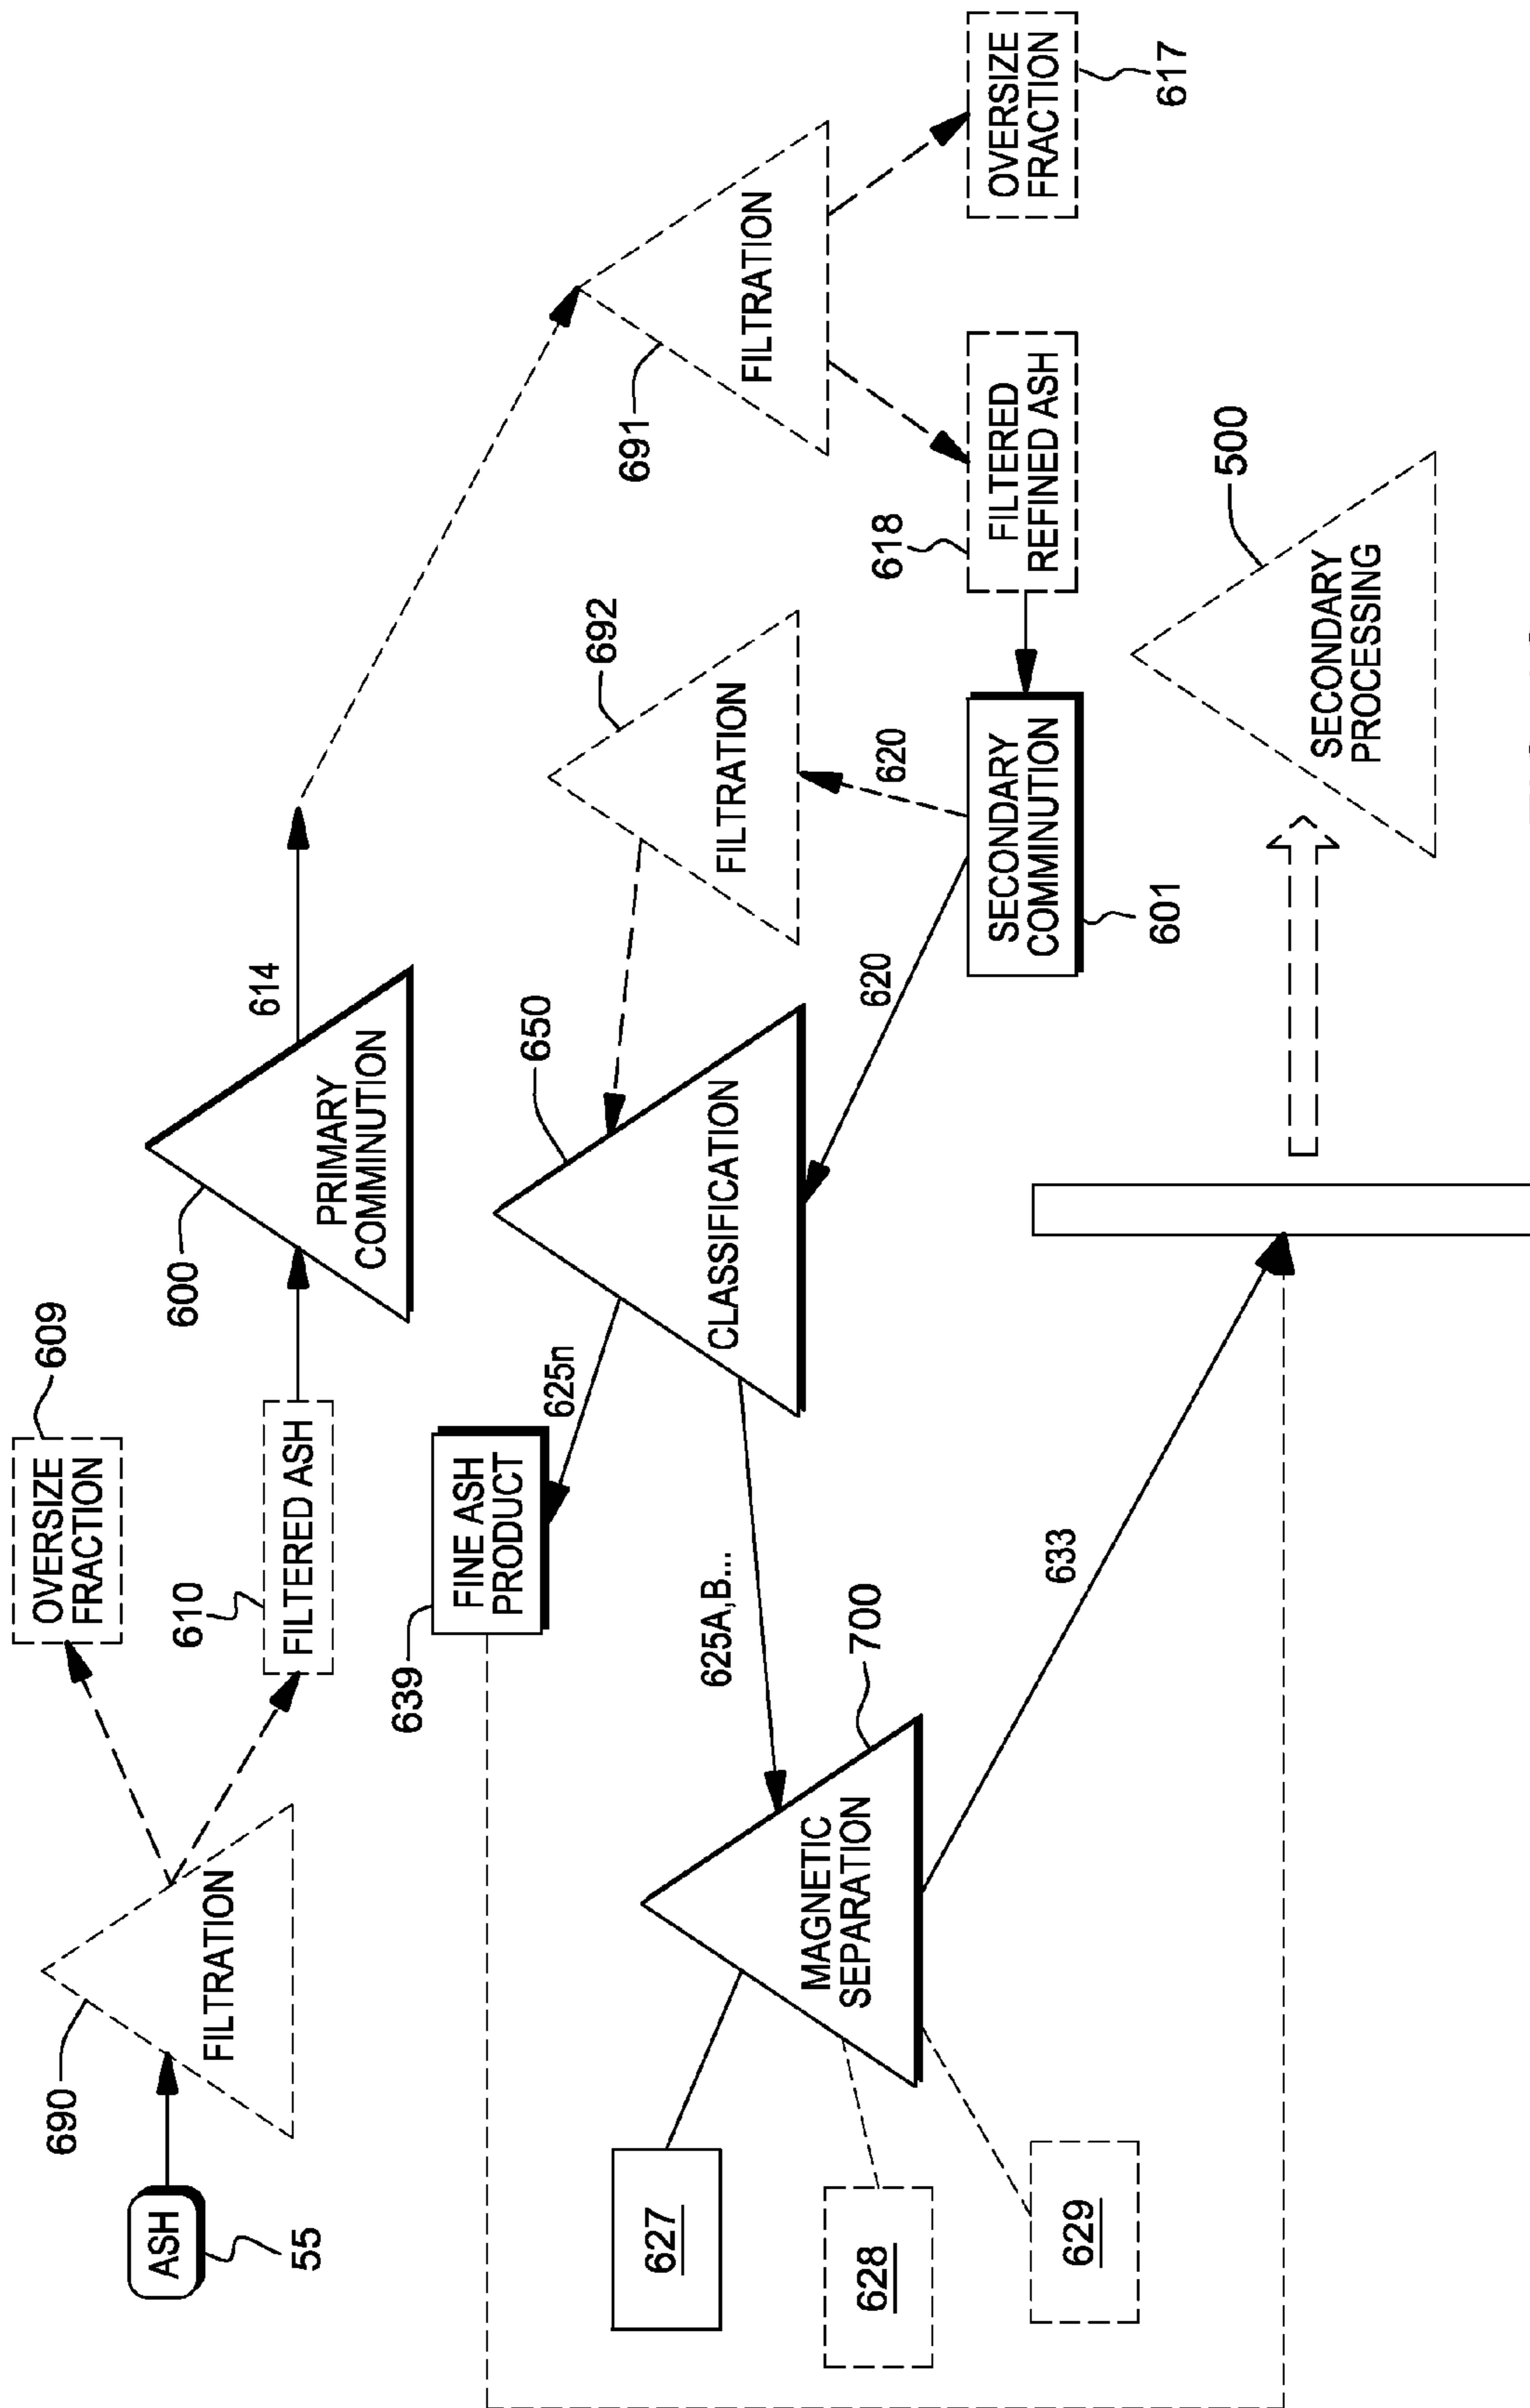 ASH
55
690
FILTRATION
OVERSIZE
FRACTION
609
610
FILTERED ASH
600
PRIMARY
COMMINUTION
614
691
FILTRATION
OVERSIZE
FRACTION
617
618
FILTERED
REFINED ASH
692
FILTRATION
620
620
SECONDARY
COMMINUTION
601
650
CLASSIFICATION
625n
FINE ASH
PRODUCT
639
625A,B...
700
MAGNETIC
SEPARATION
627
628
629
633
SECONDARY
PROCESSING
500